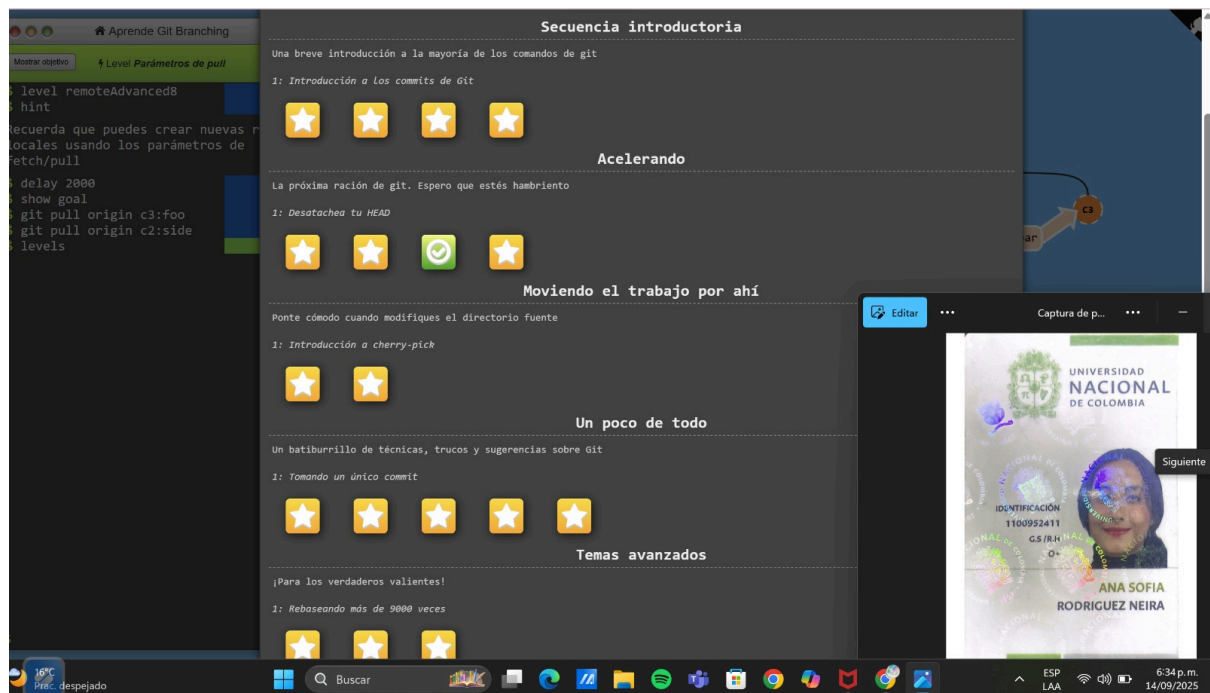 Aprende Git Branching
Mostrar objetivo
Level Parámetros de pull
$ level remoteAdvanced8
$ hint
Recuerda que puedes crear nuevas r
locales usando los parámetros de
fetch/pull
$ delay 2000
$ show goal
$ git pull origin c3:foo
$ git pull origin c2:side
$ levels
Secuencia introductoria
Una breve introducción a la mayoría de los comandos de git
1: Introducción a los commits de Git
Acelerando
La próxima ración de git. Espero que estés hambriento
1: Desatachea tu HEAD
Moviendo el trabajo por ahí
Ponte cómodo cuando modifiques el directorio fuente
1: Introducción a cherry-pick
Un poco de todo
Un batiburrillo de técnicas, trucos y sugerencias sobre Git
1: Tomando un único commit
Temas avanzados
¡Para los verdaderos valientes!
1: Rebaseando más de 9000 veces
c3
ar
Editar
Captura de p...
UNIVERSIDAD
NACIONAL
DE COLOMBIA
Siguiente
IDENTIFICACIÓN
1100952411
G.S /R.H
O+
ANA SOFIA
RODRIGUEZ NEIRA
16°C
Prac. despejado
Buscar
ESP
LAA
6:34 p. m.
14/09/2025